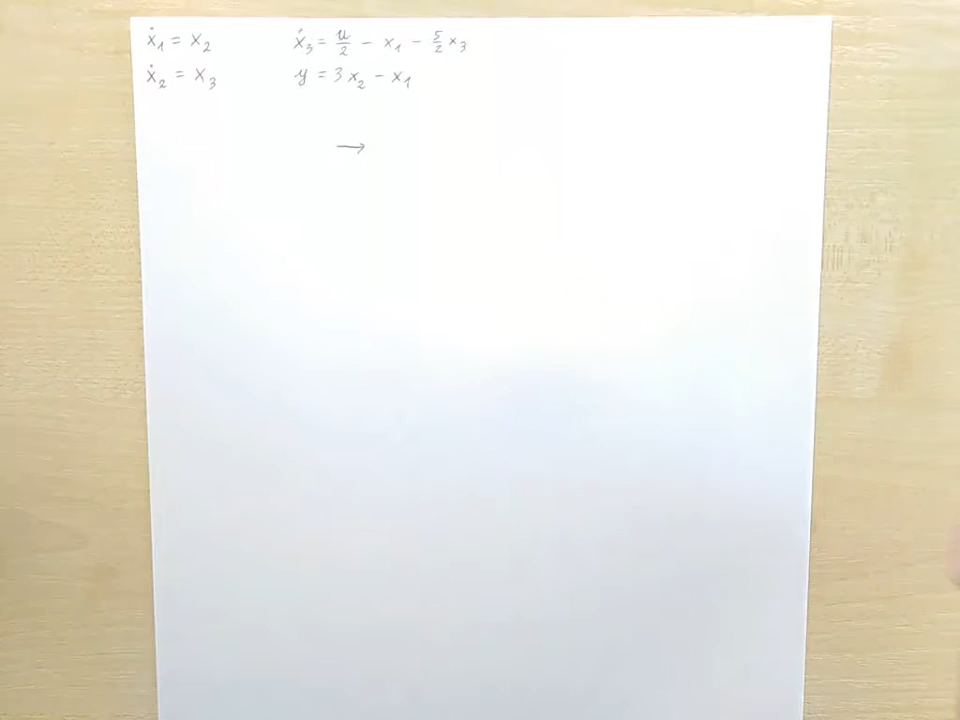 ẋ₁ = x₂
ẋ₂ = x₃
ẋ₃ = u/2 − x₁ − 5/2 x₃
y = 3x₂ − x₁
→